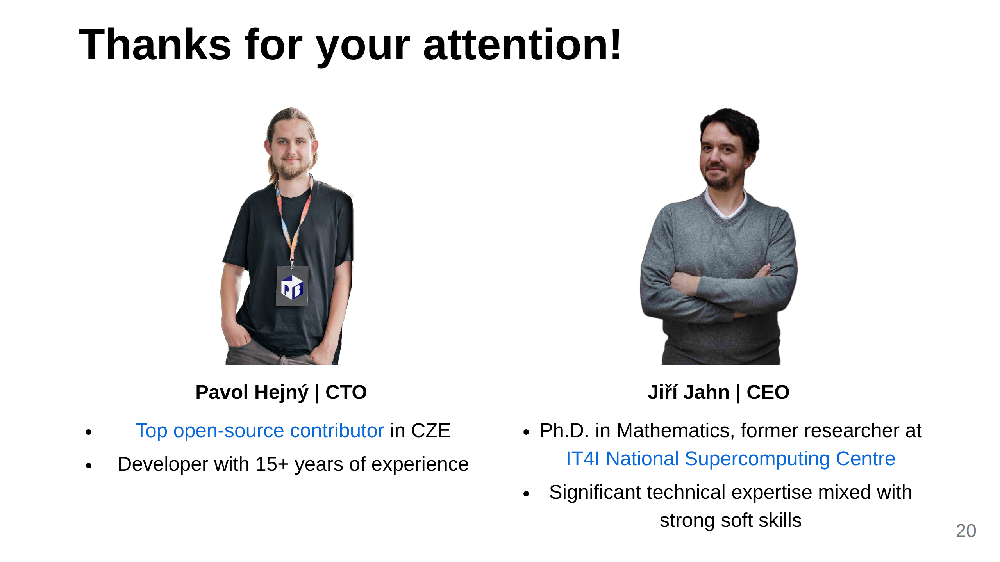 Thanks for your attention!
PB
Pavol Hejný | CTO
• Top open-source contributor in CZE
• Developer with 15+ years of experience
Jiří Jahn | CEO
• Ph.D. in Mathematics, former researcher at
IT4I National Supercomputing Centre
• Significant technical expertise mixed with
strong soft skills
20